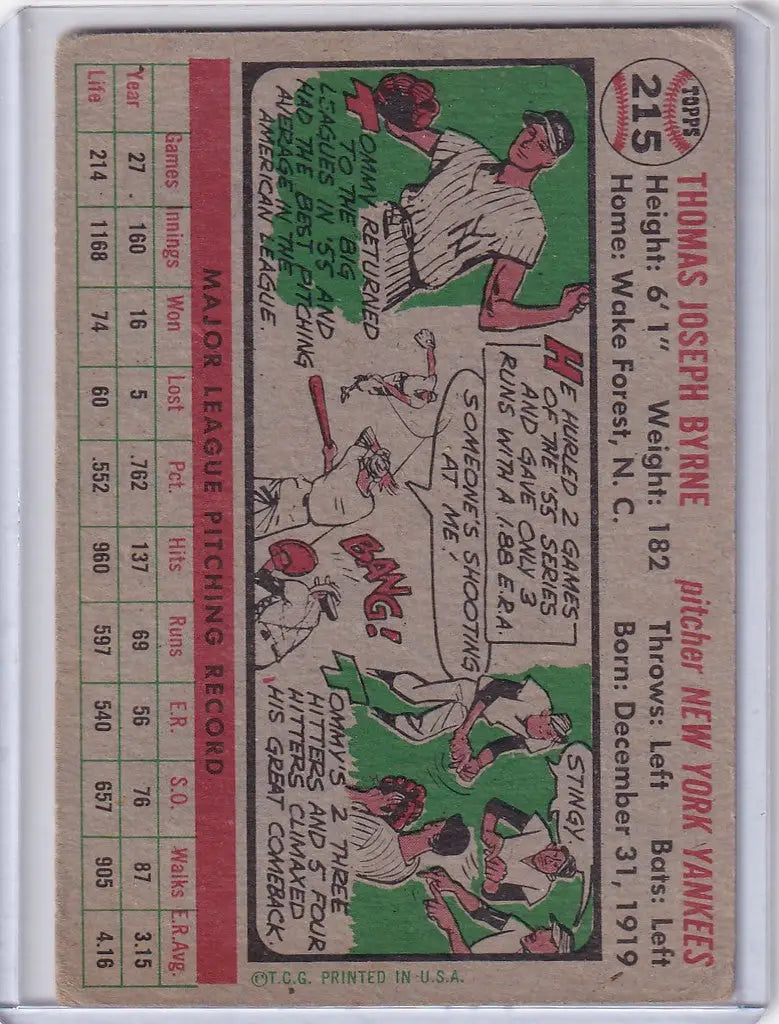 TOPPS
215
THOMAS JOSEPH BYRNE pitcher NEW YORK YANKEES
Height: 6'1" Weight: 182 Throws: Left Bats: Left
Home: Wake Forest, N. C. Born: December 31, 1919
TOMMY RETURNED
TO THE BIG
LEAGUES IN '55 AND
HAD THE BEST PITCHING
AVERAGE IN THE
AMERICAN LEAGUE.
HE HURLED 2 GAMES
OF THE '55 SERIES
AND GAVE ONLY 3
RUNS WITH A 1.88 E.R.A.
SOMEONE'S SHOOTING
AT ME!
BANG!
STINGY
TOMMY'S 2 THREE
HITTERS AND 5 FOUR
HITTERS CLIMAXED
HIS GREAT COMEBACK.
MAJOR LEAGUE PITCHING RECORD
Games Innings Won Lost Pct. Hits Runs E.R. S.O. Walks E.R.Avg.
Year 27 160 16 5 .762 137 69 56 76 87 3.15
Life 214 1168 74 60 .552 960 597 540 657 905 4.16
©T.C.G. PRINTED IN U.S.A.